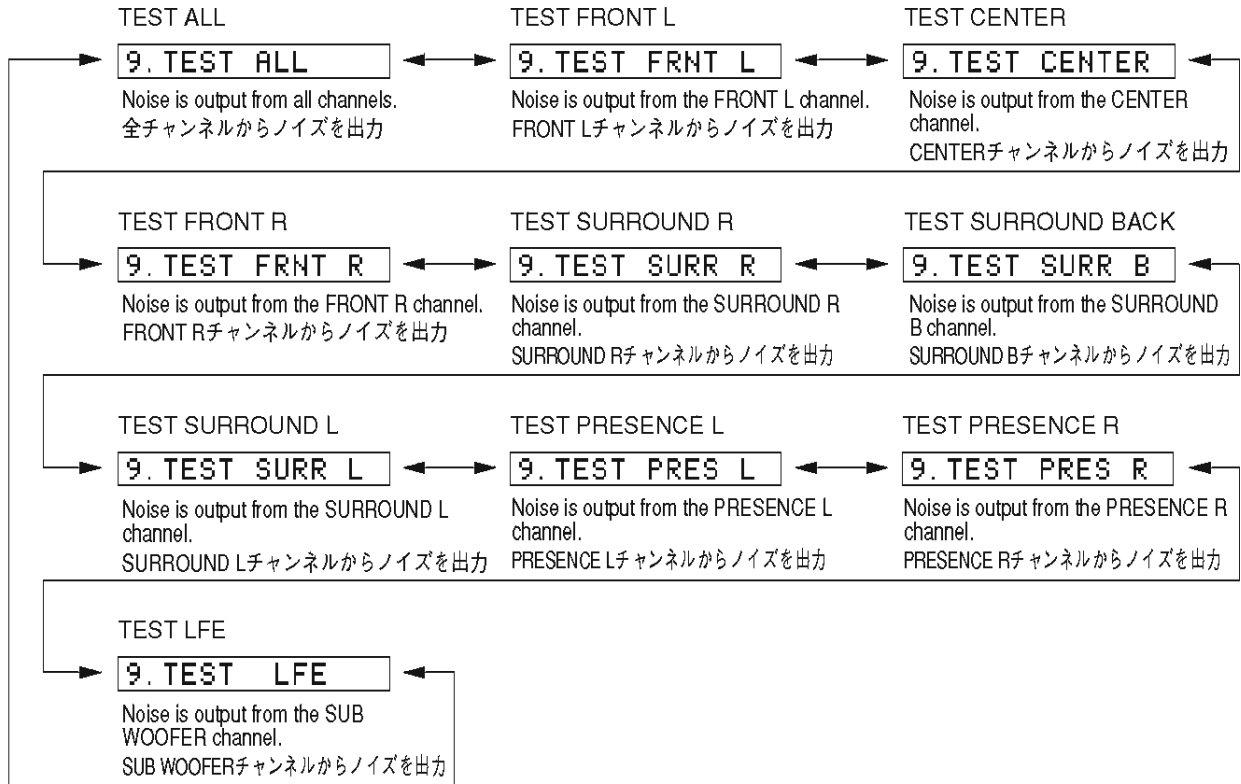 TEST ALL
9. TEST ALL
Noise is output from all channels.
全チャンネルからノイズを出力
TEST FRONT L
9. TEST FRNT L
Noise is output from the FRONT L channel.
FRONT Lチャンネルからノイズを出力
TEST CENTER
9. TEST CENTER
Noise is output from the CENTER
channel.
CENTERチャンネルからノイズを出力
TEST FRONT R
9. TEST FRNT R
Noise is output from the FRONT R channel.
FRONT Rチャンネルからノイズを出力
TEST SURROUND R
9. TEST SURR R
Noise is output from the SURROUND R
channel.
SURROUND Rチャンネルからノイズを出力
TEST SURROUND BACK
9. TEST SURR B
Noise is output from the SURROUND
B channel.
SURROUND Bチャンネルからノイズを出力
TEST SURROUND L
9. TEST SURR L
Noise is output from the SURROUND L
channel.
SURROUND Lチャンネルからノイズを出力
TEST PRESENCE L
9. TEST PRES L
Noise is output from the PRESENCE L
channel.
PRESENCE Lチャンネルからノイズを出力
TEST PRESENCE R
9. TEST PRES R
Noise is output from the PRESENCE R
channel.
PRESENCE Rチャンネルからノイズを出力
TEST LFE
9. TEST LFE
Noise is output from the SUB
WOOFER channel.
SUB WOOFERチャンネルからノイズを出力